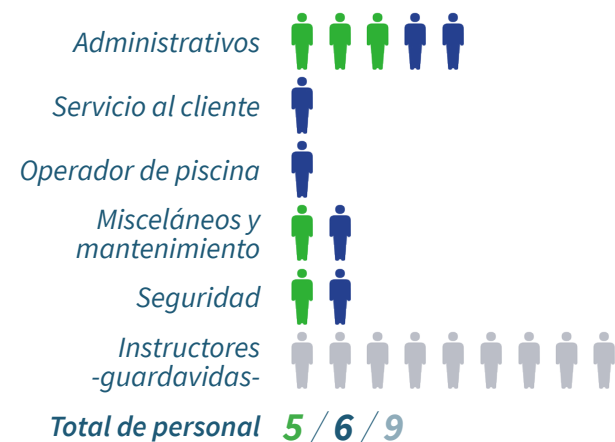 Administrativos
Servicio al cliente
Operador de piscina
Misceláneos y
mantenimiento
Seguridad
Instructores
-guardavidas-
Total de personal 5 / 6 / 9